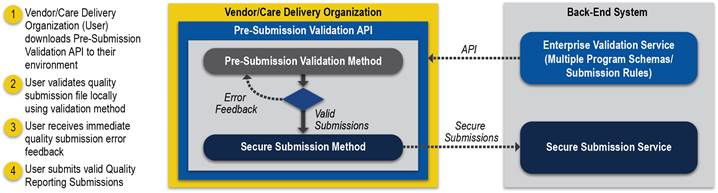 1 Vendor/Care Delivery
Organization (User)
downloads Pre-Submission
Validation API to their
environment
2 User validates quality
submission file locally
using validation method
3 User receives immediate
quality submission error
feedback
4 User submits valid Quality
Reporting Submissions
Vendor/Care Delivery Organization
Pre-Submission Validation API
Pre-Submission Validation Method
Error
Feedback
Valid
Submissions
Secure Submission Method
API
Secure
Submissions
Back-End System
Enterprise Validation Service
(Multiple Program Schemas/
Submission Rules)
Secure Submission Service